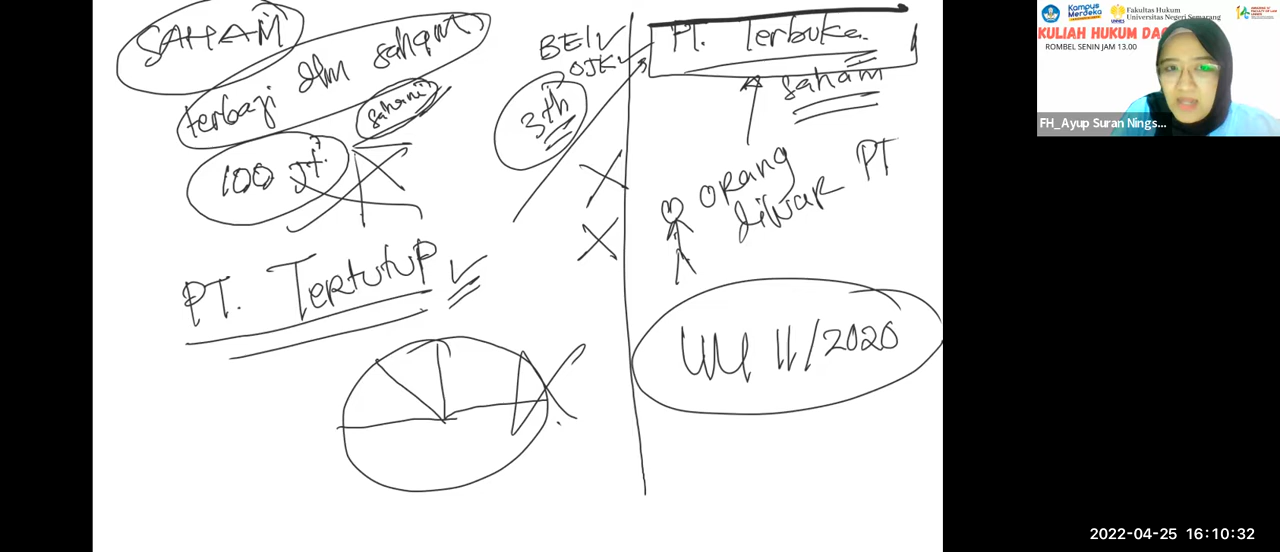 SAHAM
terbagi dlm saham
saham
100 jt
PT. Tertutup
BEI
OJK
3 th
PT. Terbuka
saham
orang
diluar PT
UU 11/2020
Kampus
Merdeka
UNNES
Fakultas Hukum
Universitas Negeri Semarang
KULIAH HUKUM DA
ROMBEL SENIN JAM 13.00
FH_Ayup Suran Nings...
2022-04-25 16:10:32